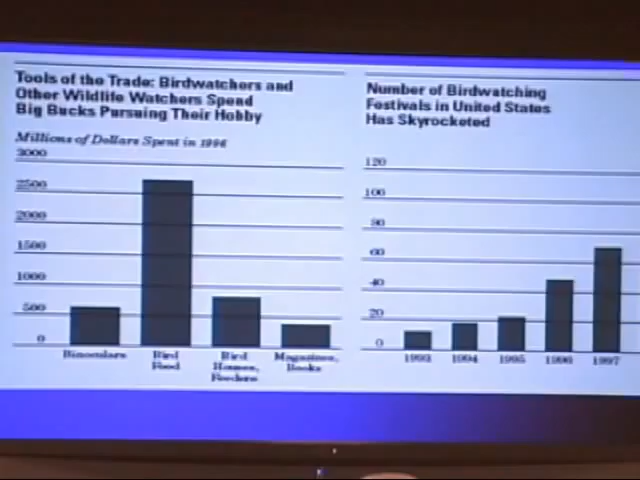 Tools of the Trade: Birdwatchers and
Other Wildlife Watchers Spend
Big Bucks Pursuing Their Hobby
Millions of Dollars Spent in 1996
3000
2500
2000
1500
1000
500
0
Binoculars
Bird
Food
Bird
Houses,
Feeders
Magazines,
Books
Number of Birdwatching
Festivals in United States
Has Skyrocketed
120
100
80
60
40
20
0
1993
1994
1995
1996
1997